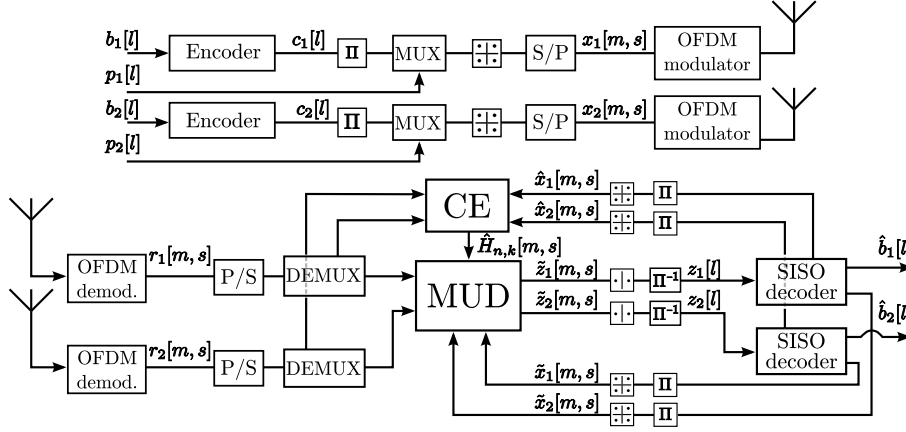 b₁[l] Encoder c₁[l] Π MUX S/P x₁[m, s] OFDM modulator
p₁[l]
b₂[l] Encoder c₂[l] Π MUX S/P x₂[m, s] OFDM modulator
p₂[l]
CE x̂₁[m, s] Π
x̂₂[m, s] Π
Ĥₙ,ₖ[m, s]
OFDM demod. r₁[m, s] P/S DEMUX MUD z̃₁[m, s] Π⁻¹ z₁[l] SISO decoder b̂₁[l]
z̃₂[m, s] Π⁻¹ z₂[l] b̂₂[l]
OFDM demod. r₂[m, s] P/S DEMUX SISO decoder
x̃₁[m, s] Π
x̃₂[m, s] Π